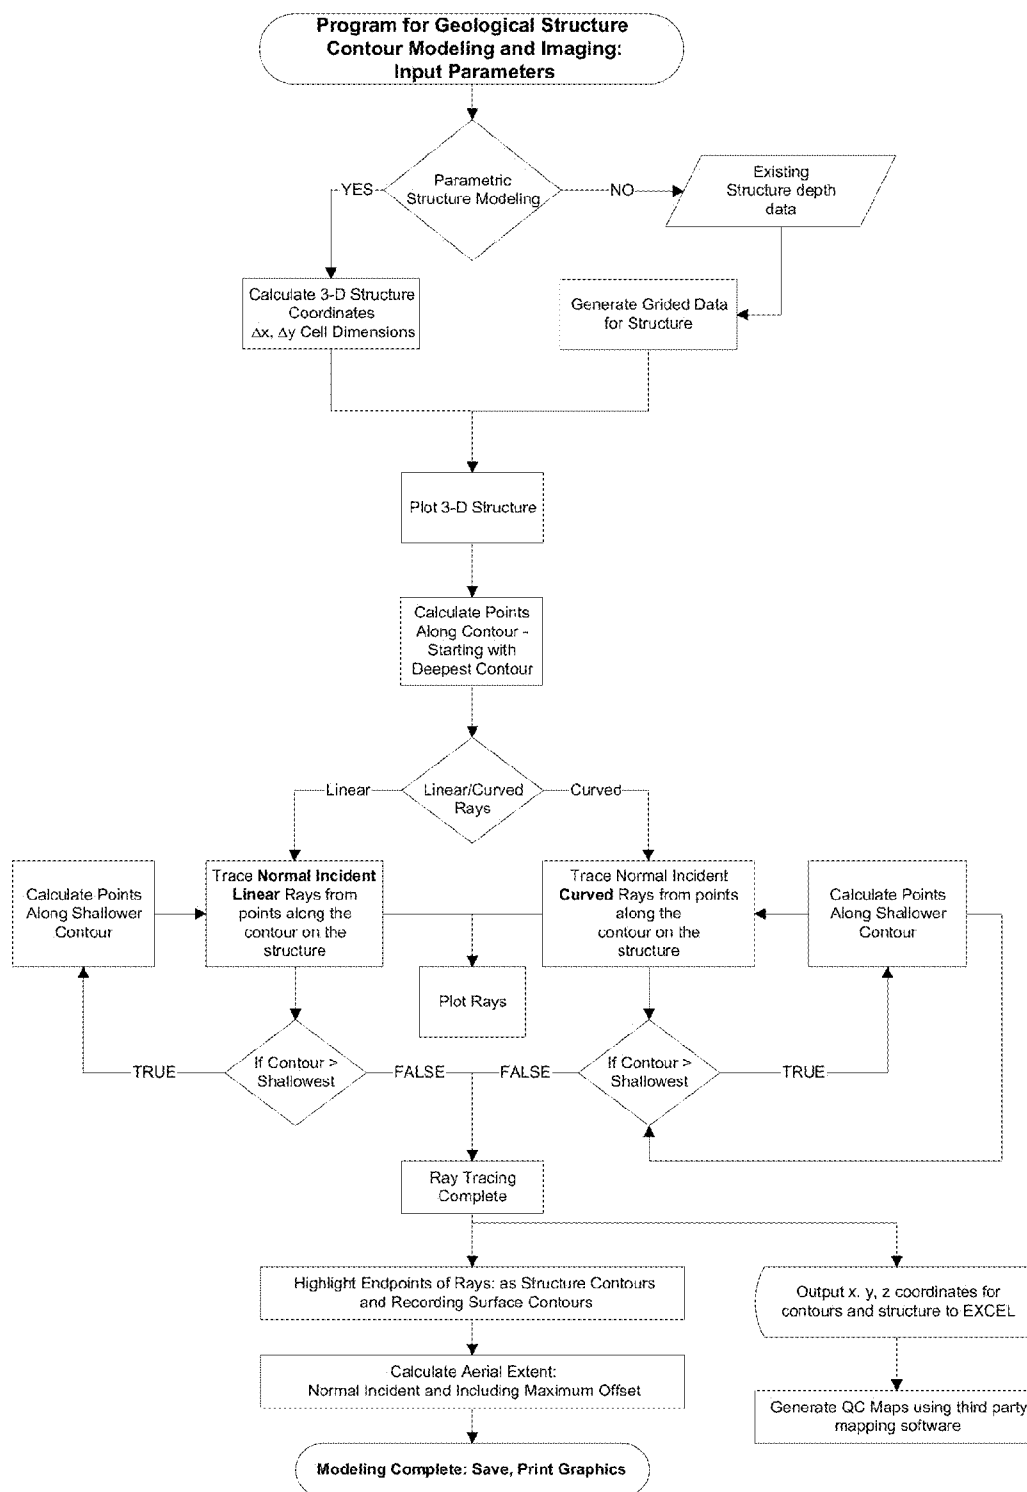 Program for Geological Structure
Contour Modeling and Imaging:
Input Parameters
Parametric
Structure Modeling
YES
NO
Existing
Structure depth
data
Calculate 3-D Structure
Coordinates
Δx, Δy Cell Dimensions
Generate Grided Data
for Structure
Plot 3-D Structure
Calculate Points
Along Contour -
Starting with
Deepest Contour
Linear
Linear/Curved
Rays
Curved
Calculate Points
Along Shallower
Contour
Trace Normal Incident
Linear Rays from
points along the
contour on the
structure
Trace Normal Incident
Curved Rays from points
along the
contour on the
structure
Calculate Points
Along Shallower
Contour
Plot Rays
TRUE
If Contour >
Shallowest
FALSE
FALSE
If Contour >
Shallowest
TRUE
Ray Tracing
Complete
Highlight Endpoints of Rays: as Structure Contours
and Recording Surface Contours
Output x, y, z coordinates for
contours and structure to EXCEL
Calculate Aerial Extent:
Normal Incident and Including Maximum Offset
Generate QC Maps using third party
mapping software
Modeling Complete: Save, Print Graphics